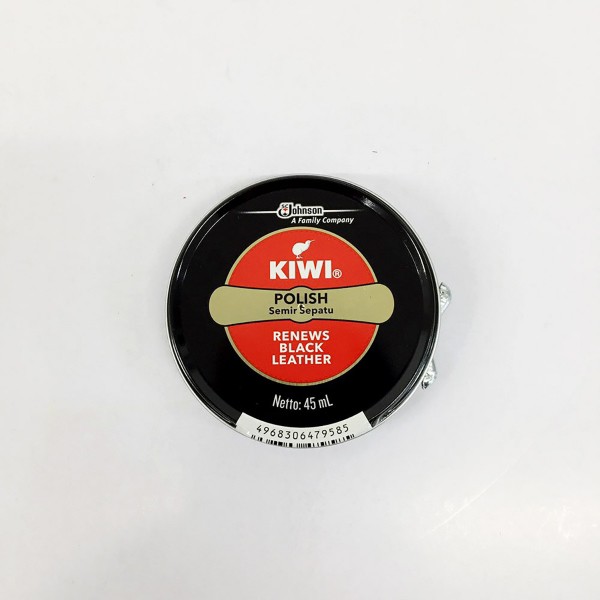 SC Johnson
A Family Company
KIWI®
POLISH
Semir Sepatu
RENEWS
BLACK
LEATHER
Netto: 45 mL
4968306479585